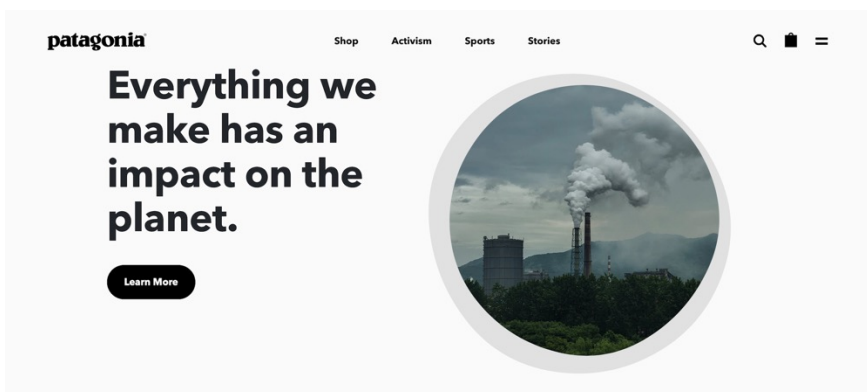 patagonia Shop Activism Sports Stories
Everything we
make has an
impact on the
planet.
Learn More